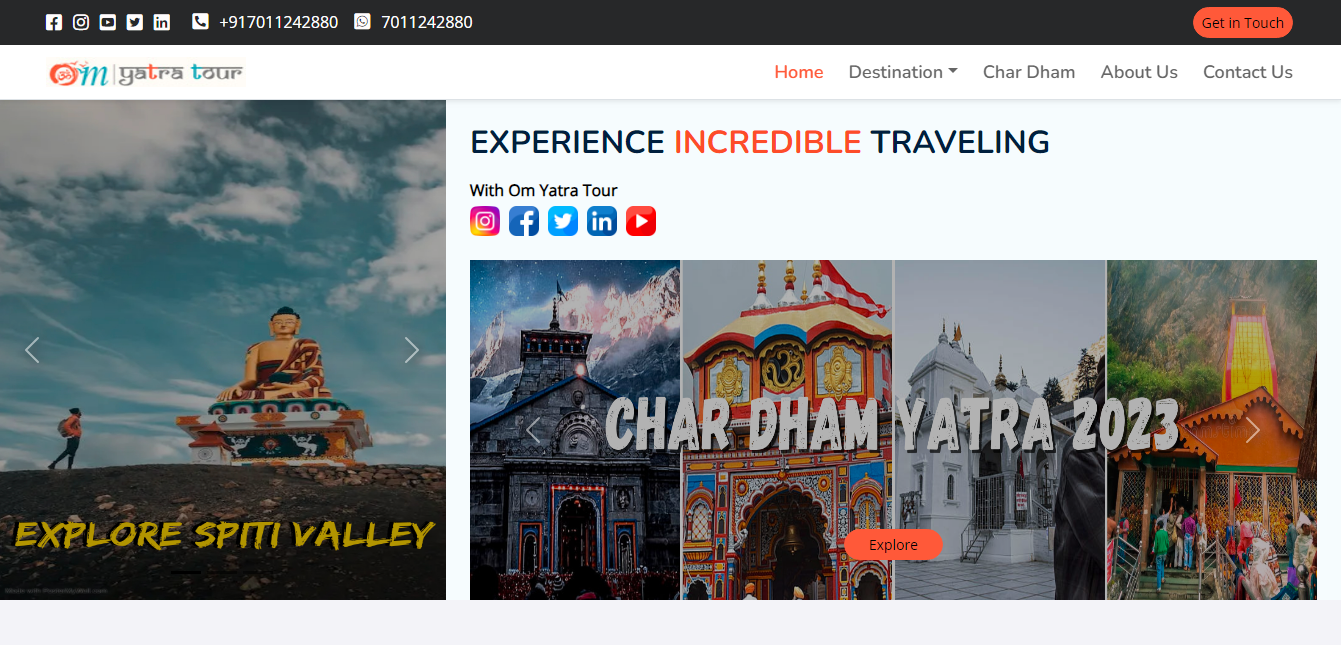 +917011242880
7011242880
Get in Touch
ॐ m | yatra tour
Home
Destination
Char Dham
About Us
Contact Us
EXPERIENCE INCREDIBLE TRAVELING
With Om Yatra Tour
CHAR DHAM YATRA 2023
Explore
EXPLORE SPITI VALLEY